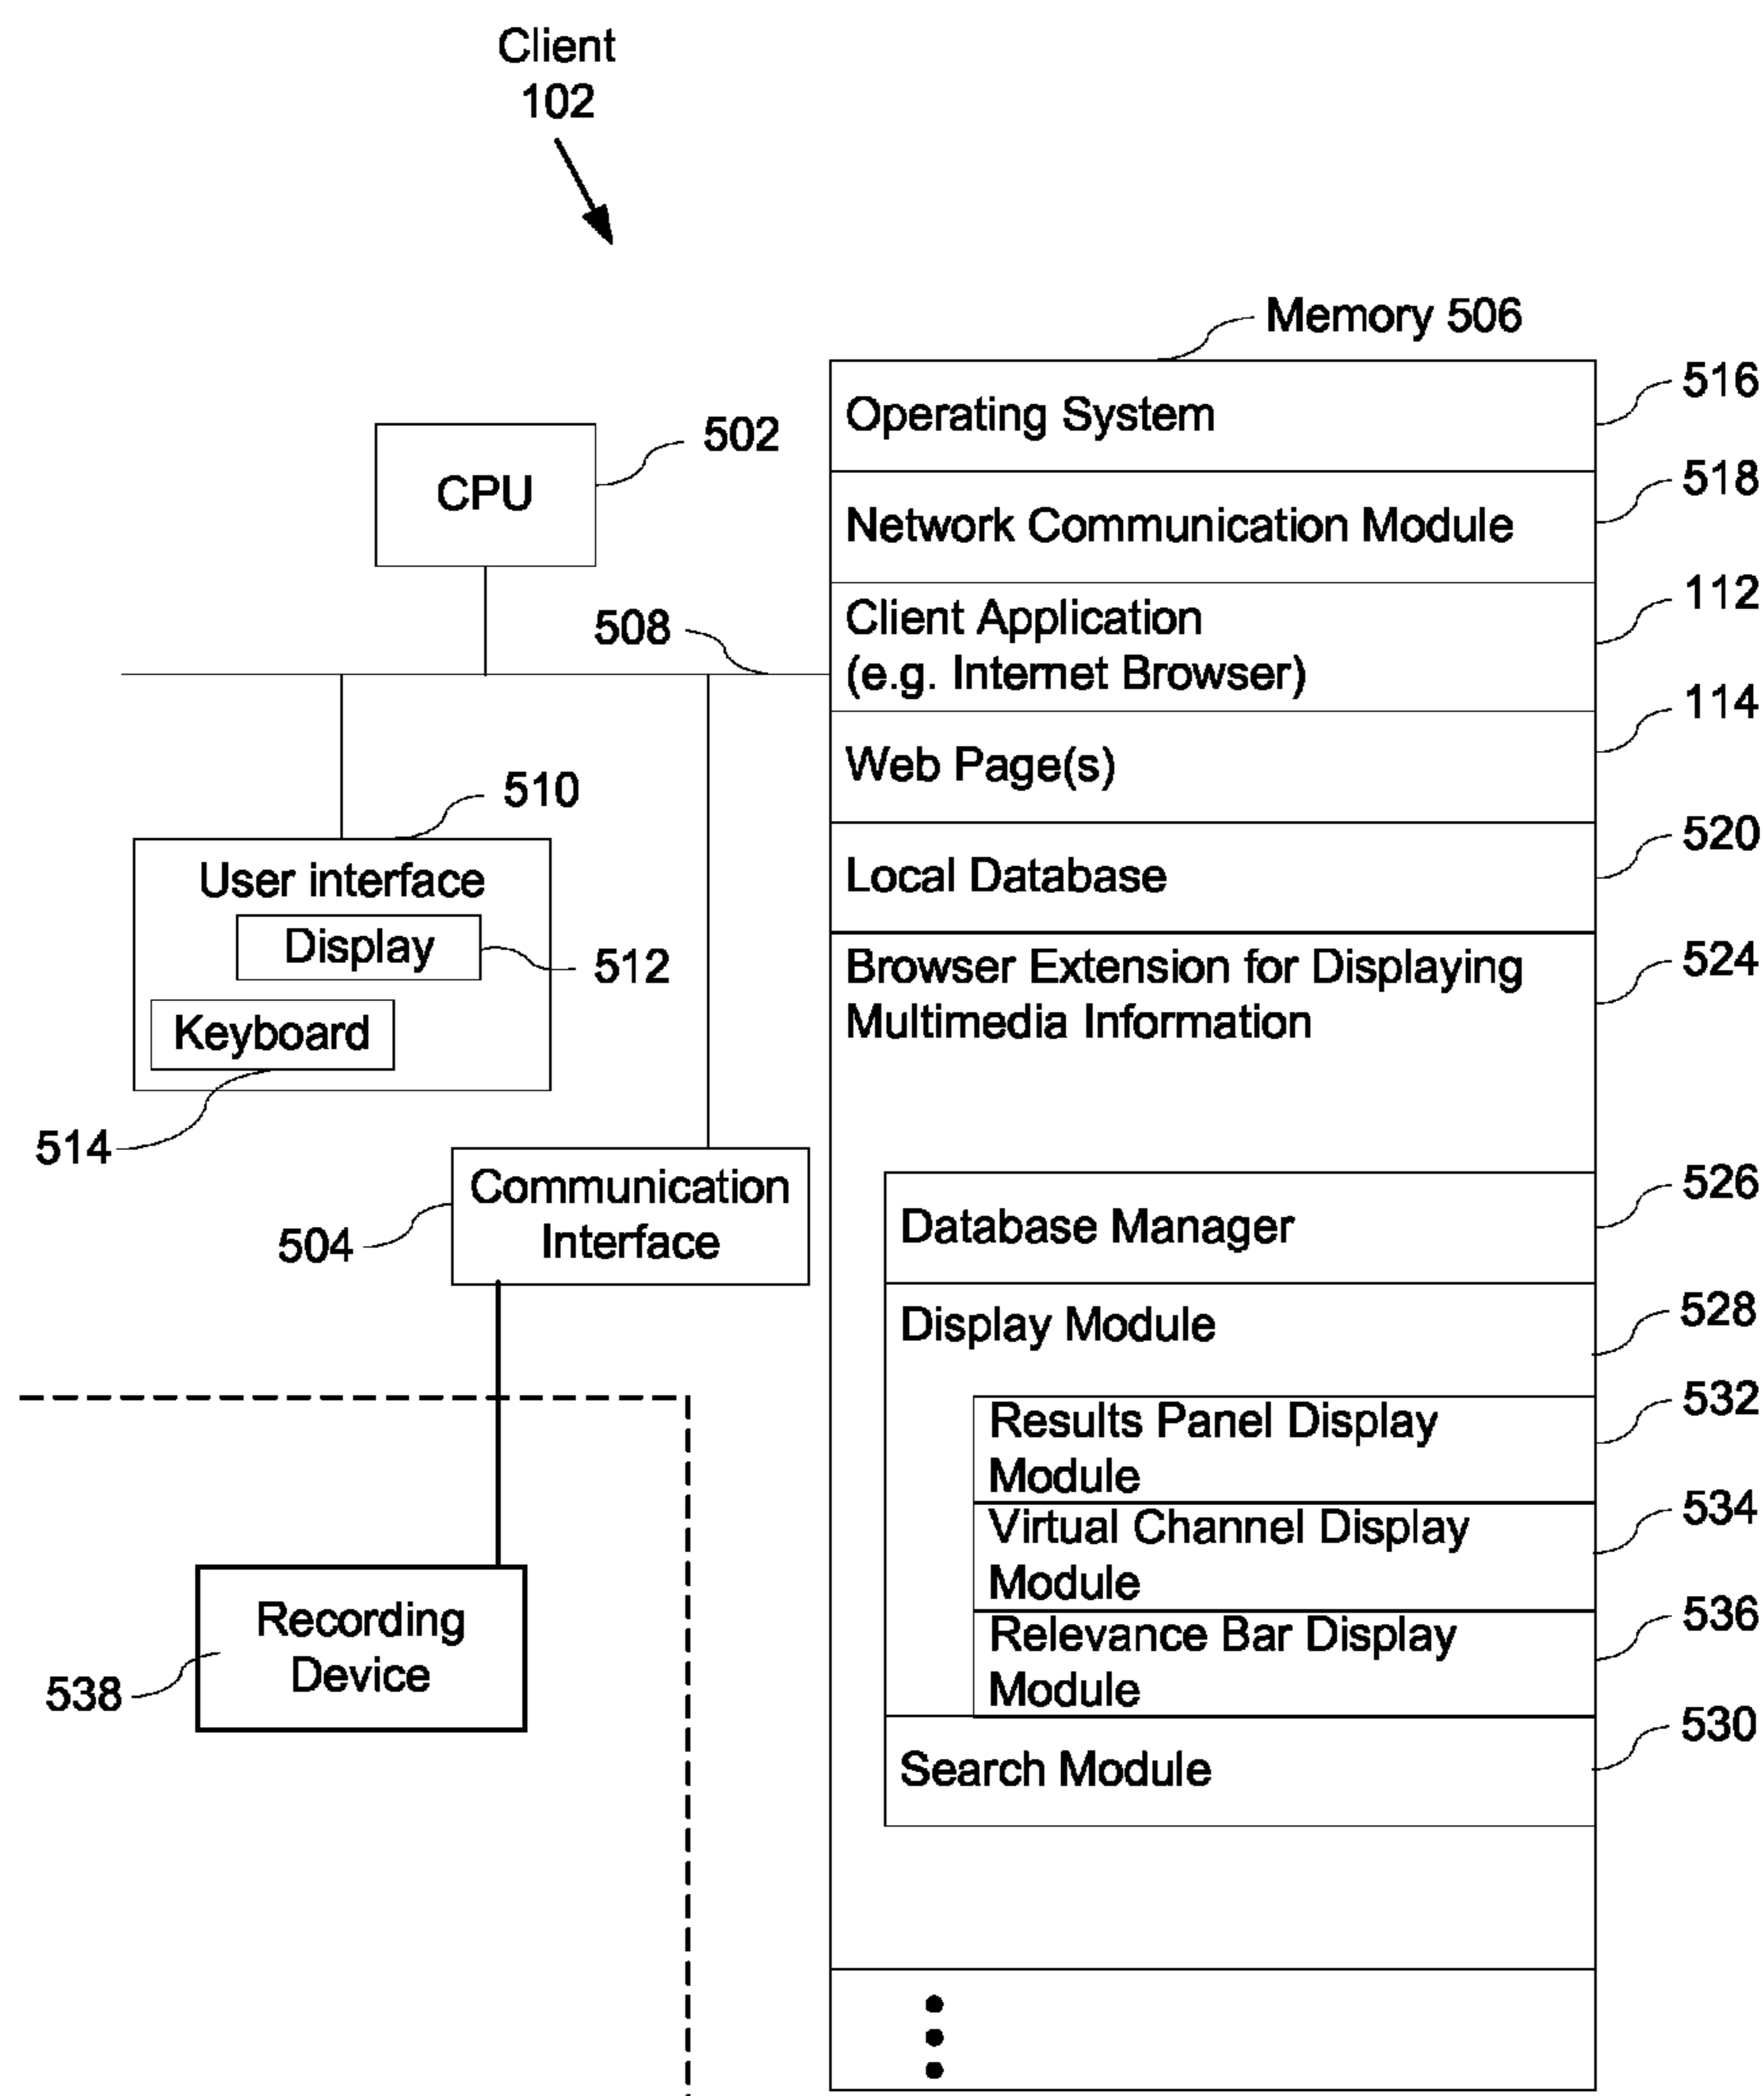 Client
102
Memory 506
Operating System
516
Network Communication Module
518
Client Application
(e.g. Internet Browser)
112
Web Page(s)
114
Local Database
520
Browser Extension for Displaying
Multimedia Information
524
Database Manager
526
Display Module
528
Results Panel Display
Module
532
Virtual Channel Display
Module
534
Relevance Bar Display
Module
536
Search Module
530
CPU
502
508
510
User interface
Display
512
Keyboard
514
Communication
Interface
504
Recording
Device
538